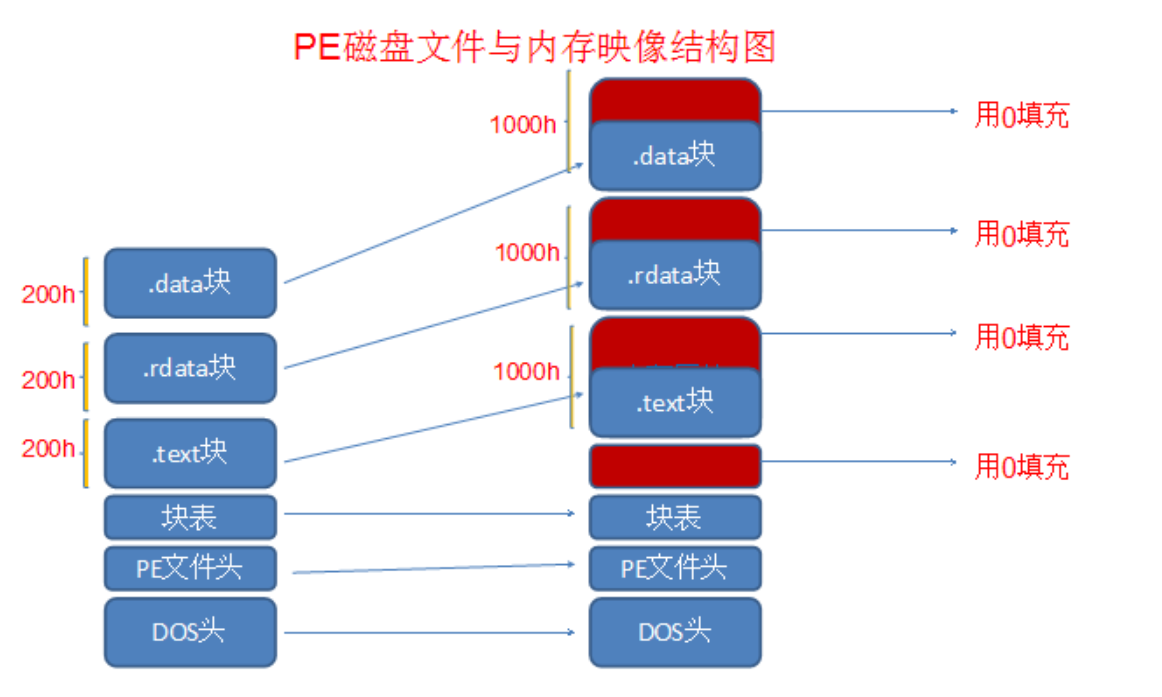 PE磁盘文件与内存映像结构图
1000h
用0填充
.data块
1000h
用0填充
.rdata块
1000h
用0填充
.text块
用0填充
块表
PE文件头
DOS头
200h
.data块
200h
.rdata块
200h
.text块
块表
PE文件头
DOS头